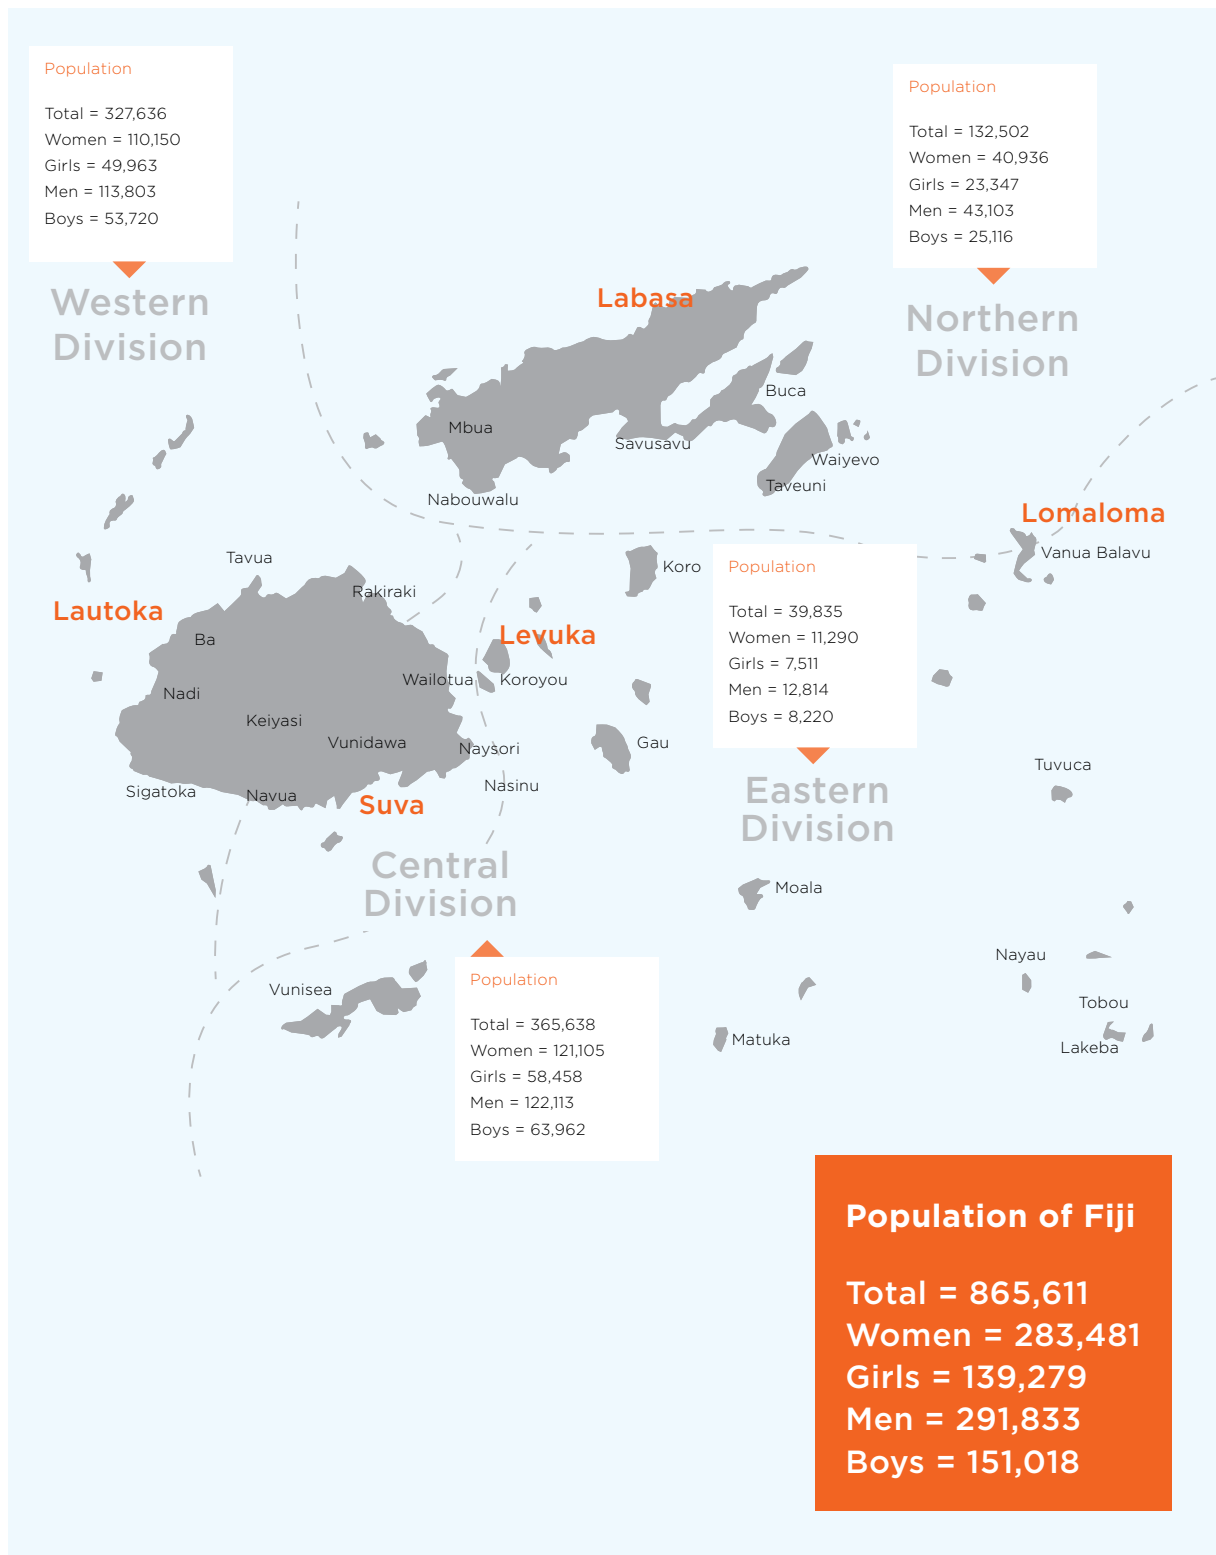 Population
Total = 327,636
Women = 110,150
Girls = 49,963
Men = 113,803
Boys = 53,720
Western
Division
Population
Total = 132,502
Women = 40,936
Girls = 23,347
Men = 43,103
Boys = 25,116
Northern
Division
Labasa
Buca
Mbua
Savusavu
Waiyevo
Taveuni
Nabouwalu
Lomaloma
Vanua Balavu
Tavua
Koro
Rakiraki
Lautoka
Ba
Levuka
Wailotua
Koroyou
Nadi
Keiyasi
Vunidawa
Naysori
Gau
Sigatoka
Navua
Nasinu
Suva
Population
Total = 39,835
Women = 11,290
Girls = 7,511
Men = 12,814
Boys = 8,220
Eastern
Division
Tuvuca
Central
Division
Moala
Nayau
Vunisea
Tobou
Matuka
Lakeba
Population
Total = 365,638
Women = 121,105
Girls = 58,458
Men = 122,113
Boys = 63,962
Population of Fiji
Total = 865,611
Women = 283,481
Girls = 139,279
Men = 291,833
Boys = 151,018